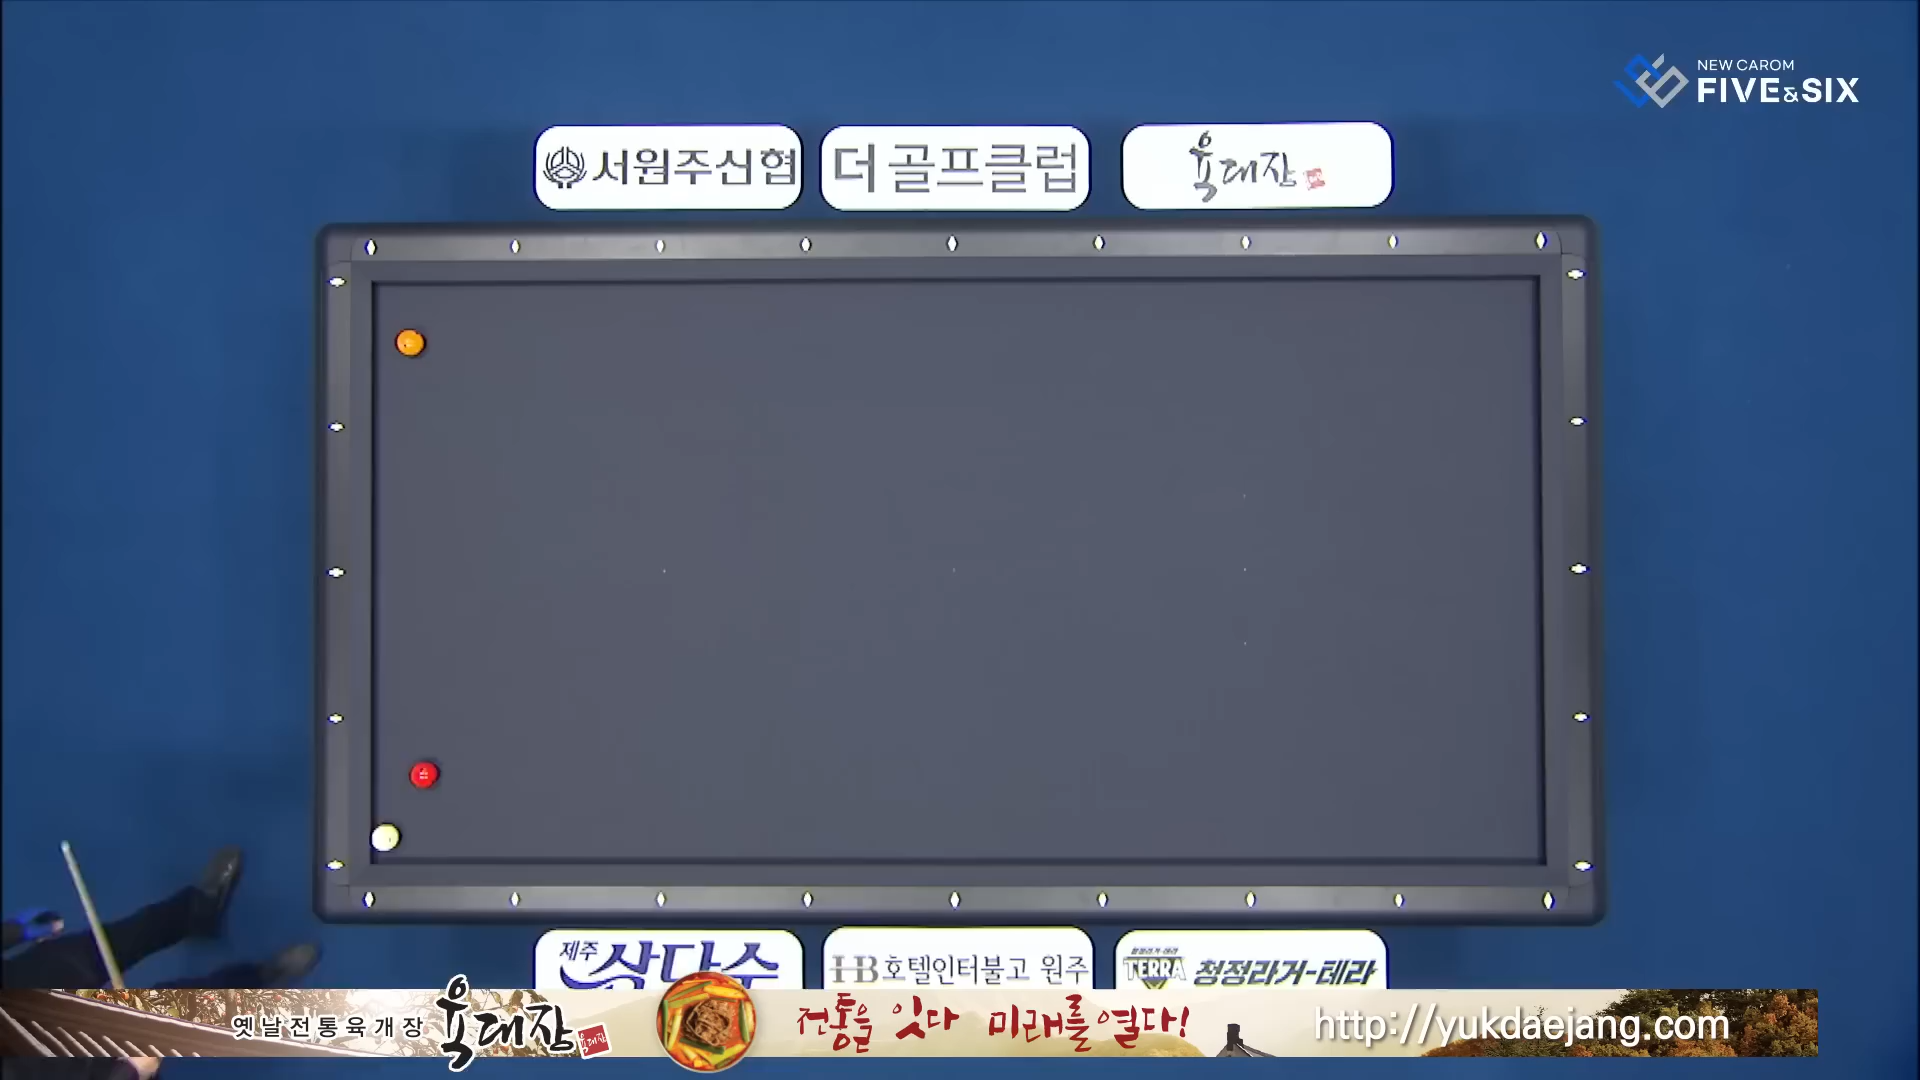 NEW CAROM
FIVE&SIX
서원주신협
더골프클럽
육대장
제주
삼다수
HB호텔인터불고 원주
TERRA 청정라거-테라
옛날전통육개장 육대장
전통을 잇다 미래를 열다!
http://yukdaejang.com